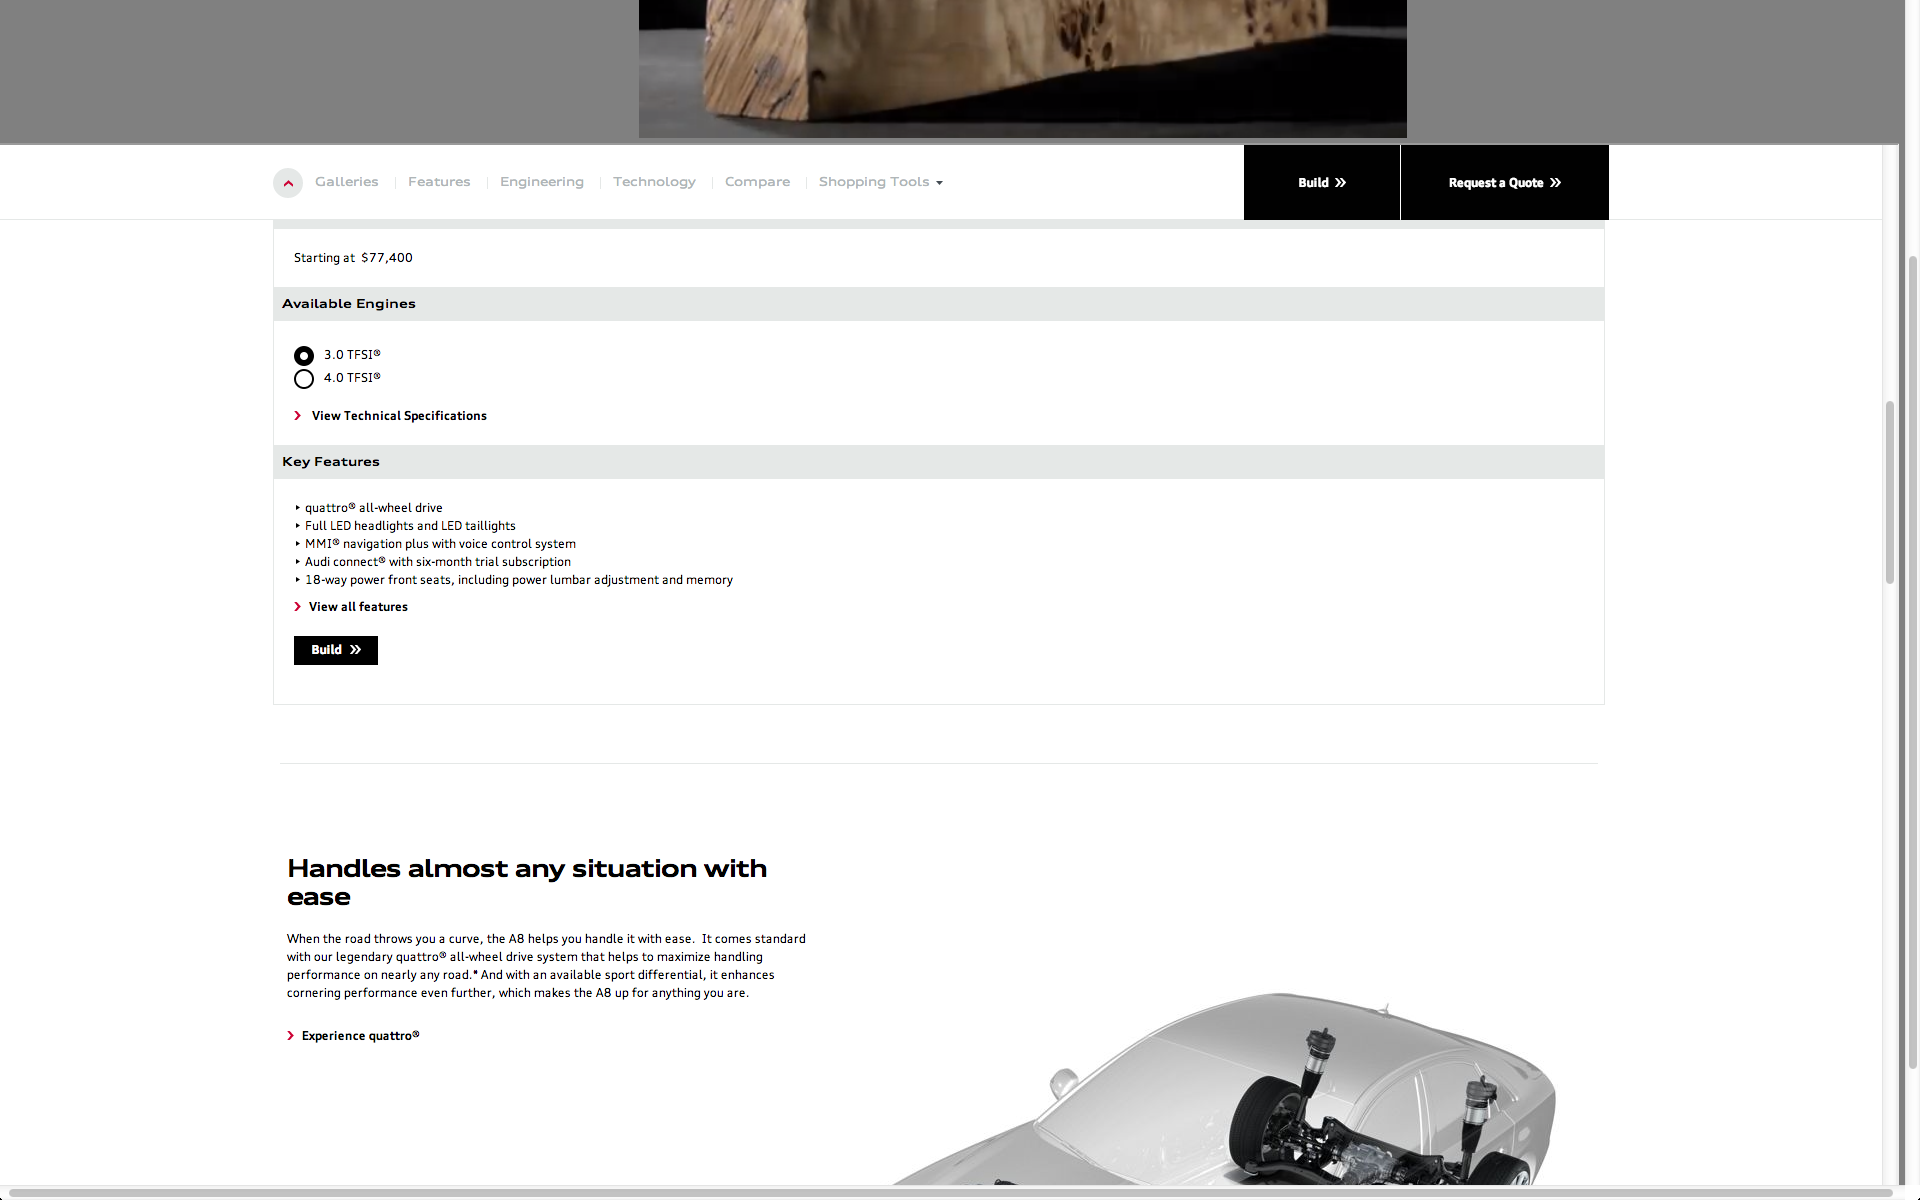 Galleries
Features
Engineering
Technology
Compare
Shopping Tools
Build
Request a Quote
Starting at $77,400
Available Engines
3.0 TFSI®
4.0 TFSI®
View Technical Specifications
Key Features
quattro® all-wheel drive
Full LED headlights and LED taillights
MMI® navigation plus with voice control system
Audi connect® with six-month trial subscription
18-way power front seats, including power lumbar adjustment and memory
View all features
Build
Handles almost any situation with
ease
When the road throws you a curve, the A8 helps you handle it with ease. It comes standard
with our legendary quattro® all-wheel drive system that helps to maximize handling
performance on nearly any road.* And with an available sport differential, it enhances
cornering performance even further, which makes the A8 up for anything you are.
Experience quattro®